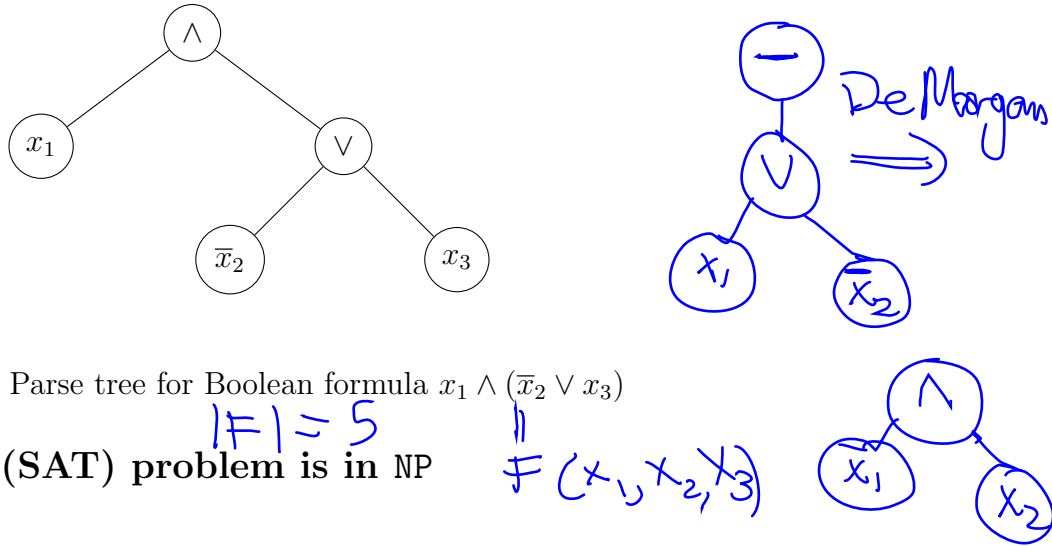 ∧
x₁
∨
x̅₂
x₃
—
De Morgans
⟹
∨
x₁
x̅₂
Parse tree for Boolean formula x₁ ∧ (x̅₂ ∨ x₃)
|F| = 5
||
F(x₁, x₂, x₃)
(SAT) problem is in NP
∧
x̅₁
x₂